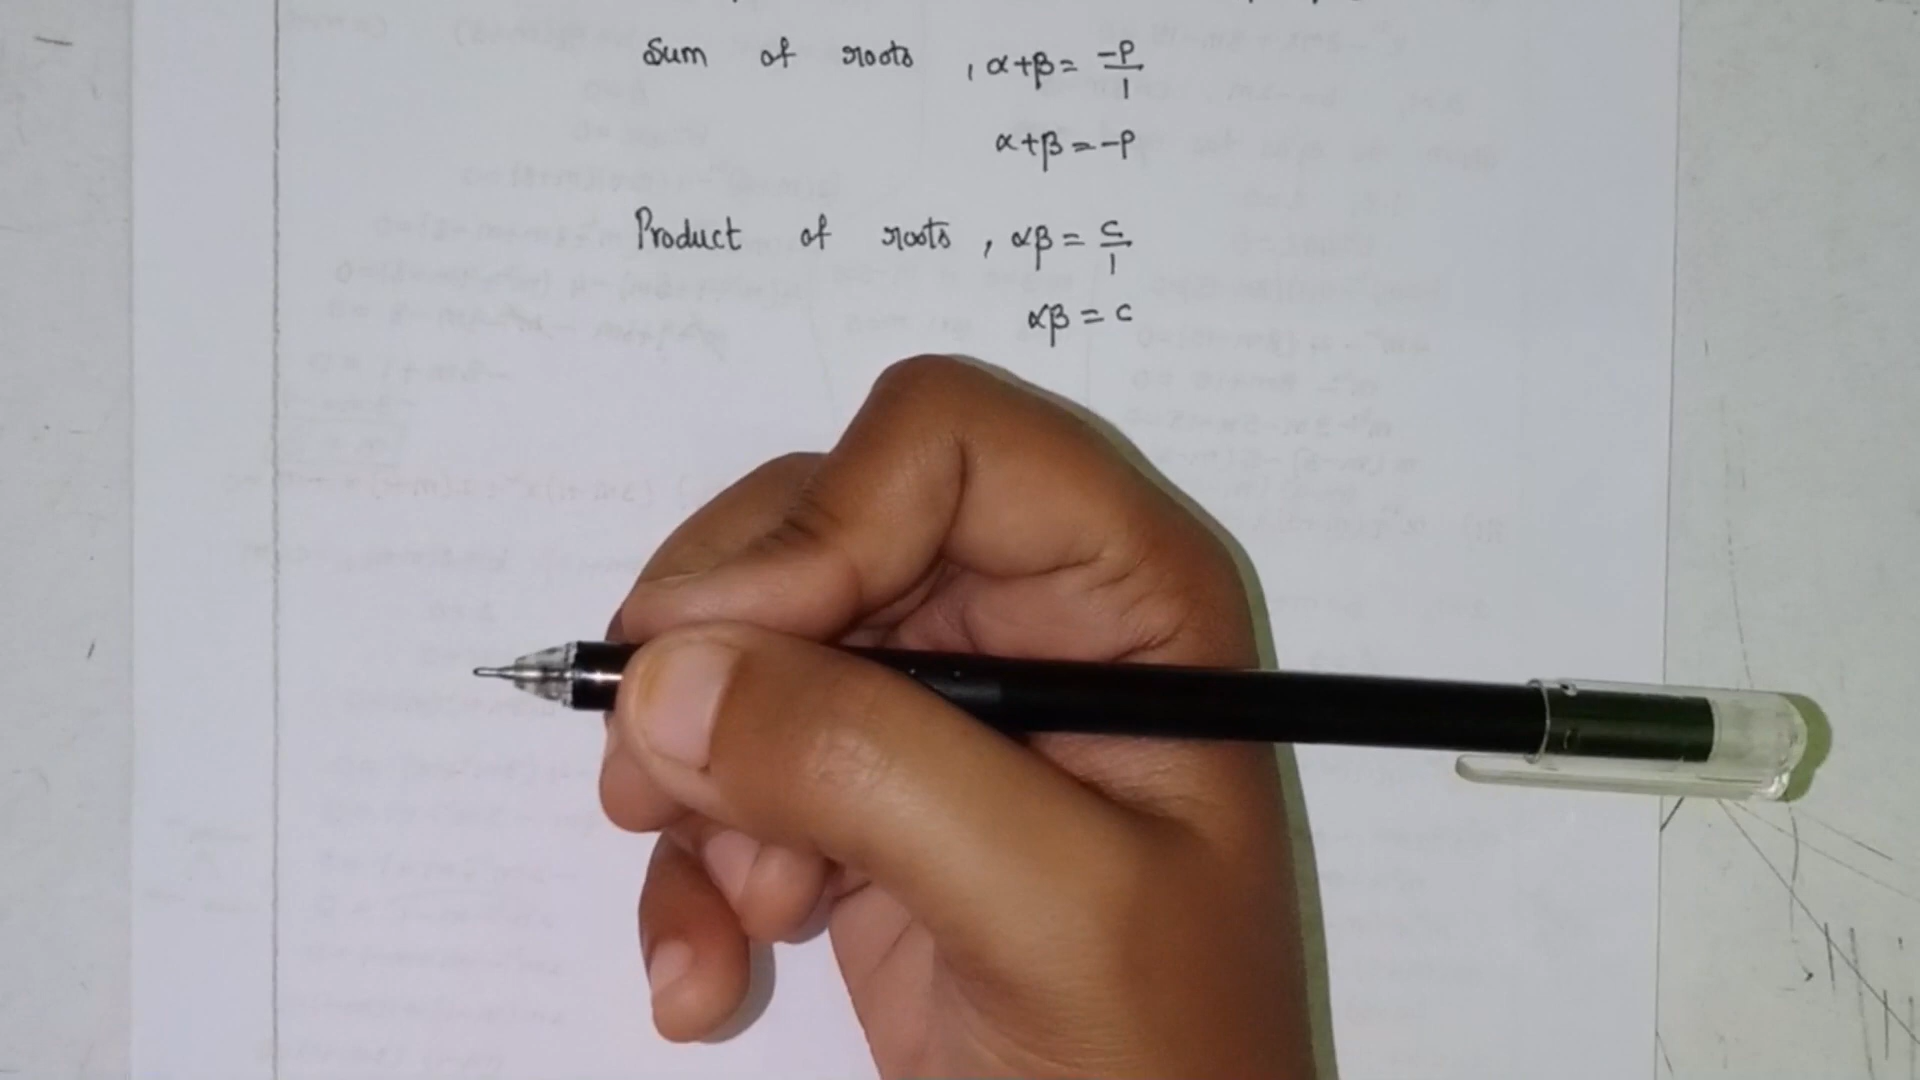 Sum of roots, α+β = -P/1
α+β = -P
Product of roots, αβ = c/1
αβ = c